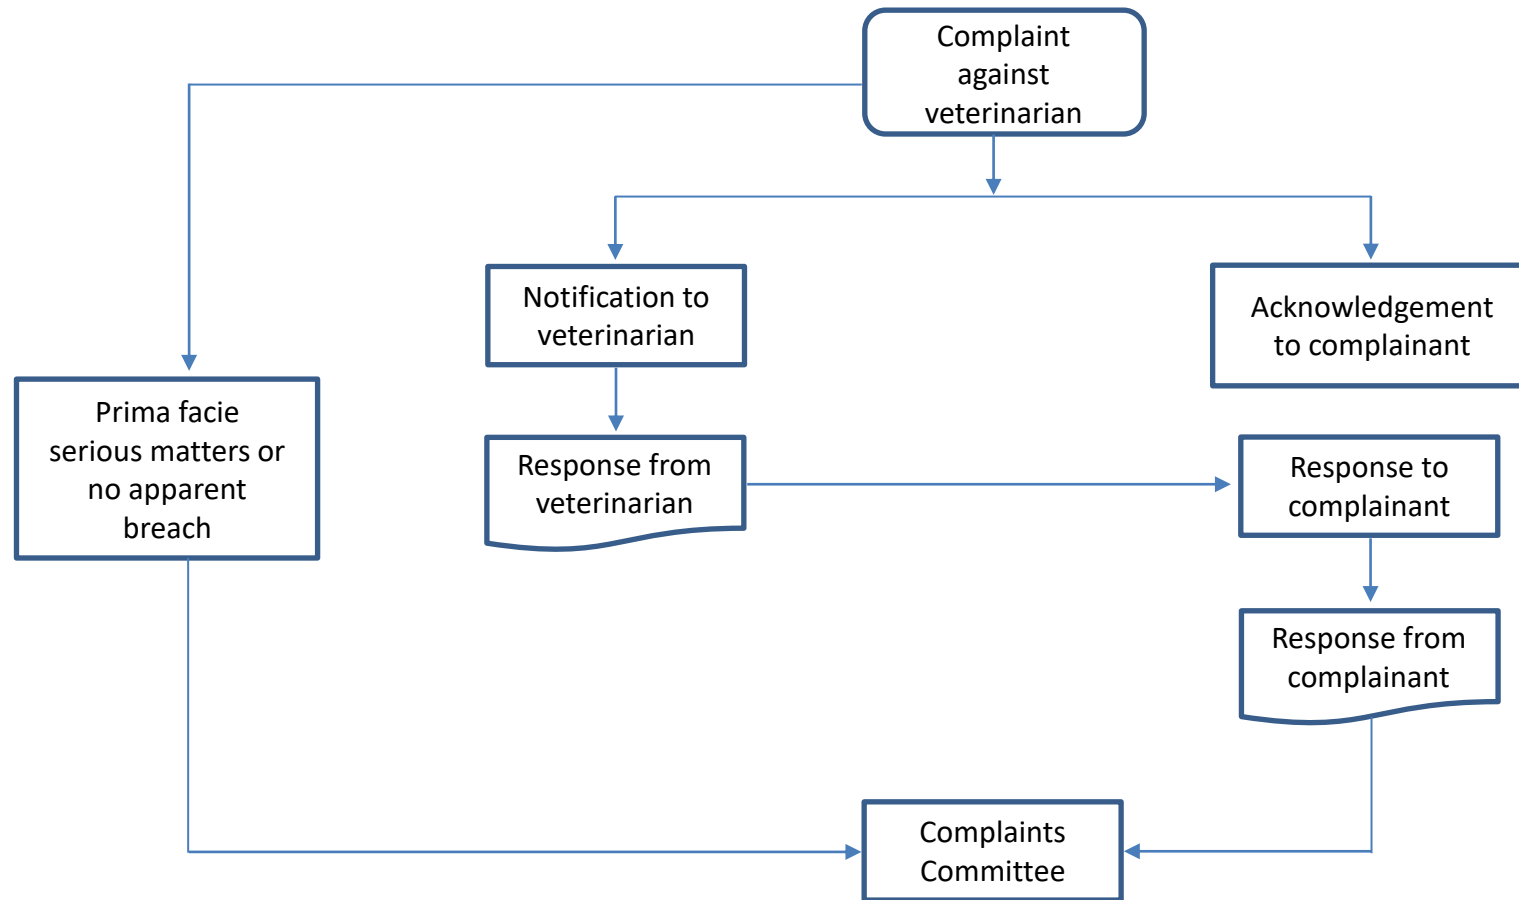 Complaint
against
veterinarian
Notification to
veterinarian
Acknowledgement
to complainant
Prima facie
serious matters or
no apparent
breach
Response from
veterinarian
Response to
complainant
Response from
complainant
Complaints
Committee